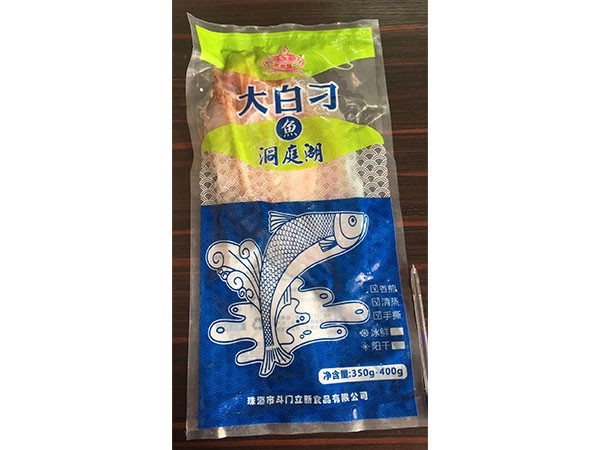 大白刁
魚
洞庭湖
香煎
清蒸
手撕
冰鲜
阳干
净含量:350g-400g
珠海市斗门立新食品有限公司